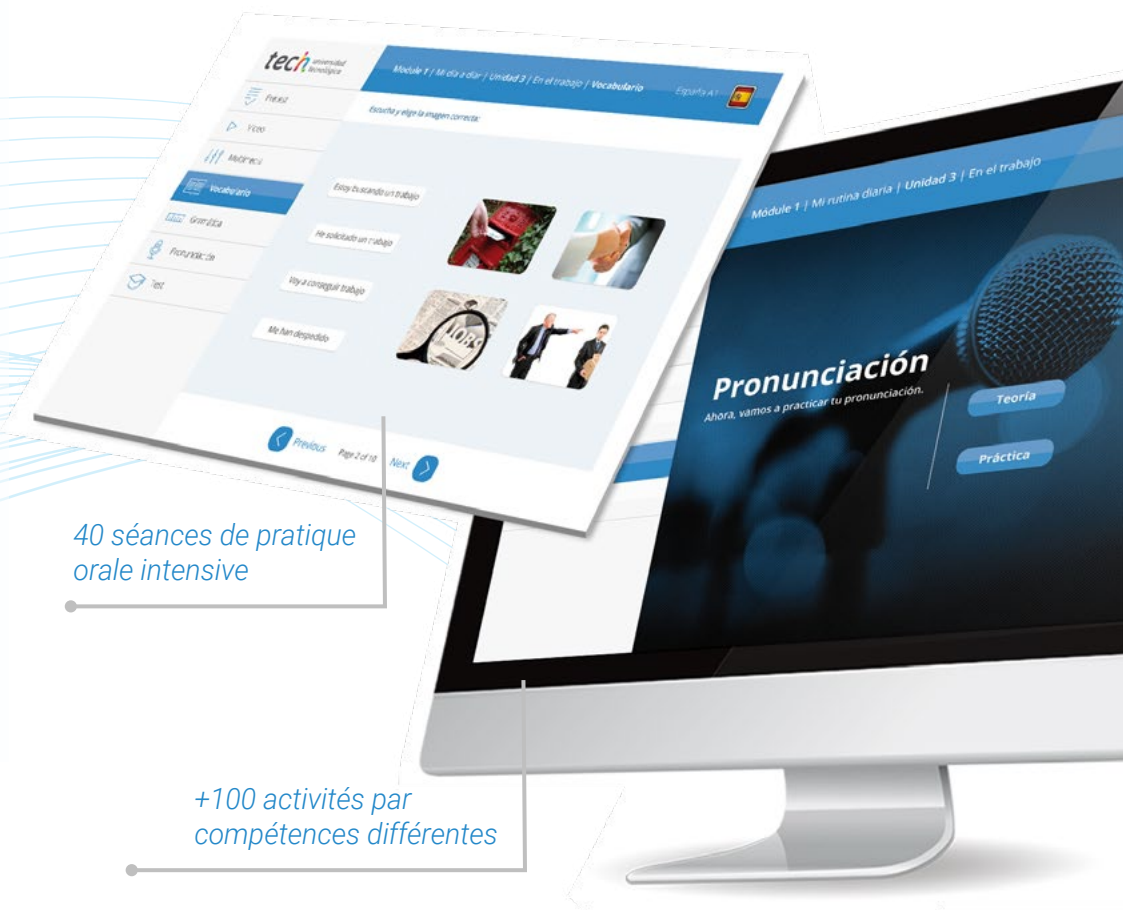 tech universidad
tecnológica
Module 1 | Mi día a diar | Unidad 3 | En el trabajo | Vocabulario
España A1
Escucha y elige la imagen correcta:
Pretest
Vídeo
Vocabulario
Gramática
Pronunciación
Test
Estoy buscando un trabajo
He solicitado un trabajo
Voy a conseguir trabajo
Me han despedido
JOBS
Previous
Page 2 of 10
Next
Módulo 1 | Mi rutina diaria | Unidad 3 | En el trabajo
Pronunciación
Ahora, vamos a practicar tu pronunciación.
Teoría
Práctica
40 séances de pratique
orale intensive
+100 activités par
compétences différentes